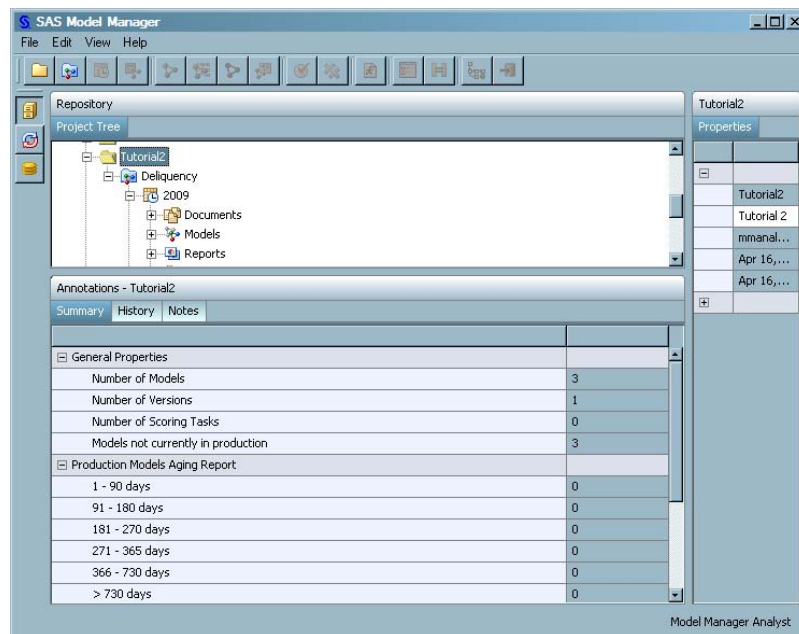 SAS Model Manager
File Edit View Help
Repository
Project Tree
Tutorial2
Deliquency
2009
Documents
Models
Reports
Annotations - Tutorial2
Summary History Notes
General Properties
Number of Models 3
Number of Versions 1
Number of Scoring Tasks 0
Models not currently in production 3
Production Models Aging Report
1 - 90 days 0
91 - 180 days 0
181 - 270 days 0
271 - 365 days 0
366 - 730 days 0
> 730 days 0
Tutorial2
Properties
Tutorial2
Tutorial 2
mmanal...
Apr 16,...
Apr 16,...
Model Manager Analyst